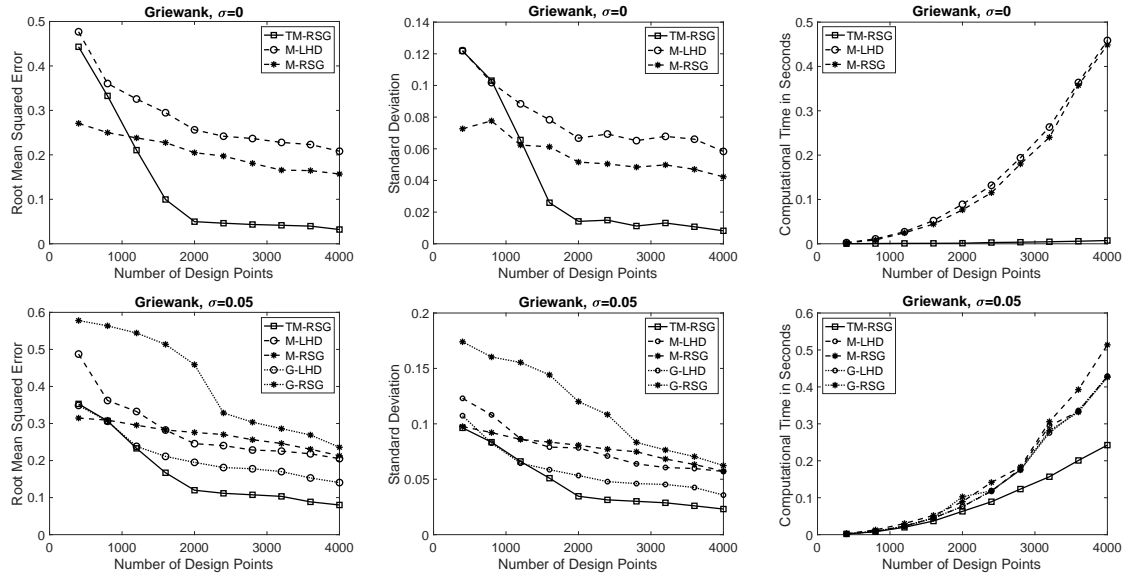 Griewank, σ=0
Root Mean Squared Error
0.5
0.4
0.3
0.2
0.1
0
TM-RSG
M-LHD
M-RSG
0 1000 2000 3000 4000
Number of Design Points
Griewank, σ=0
Standard Deviation
0.14
0.12
0.10
0.08
0.06
0.04
0.02
0.00
TM-RSG
M-LHD
M-RSG
0 1000 2000 3000 4000
Number of Design Points
Griewank, σ=0
Computational Time in Seconds
0.5
0.4
0.3
0.2
0.1
0
TM-RSG
M-LHD
M-RSG
0 1000 2000 3000 4000
Number of Design Points
Griewank, σ=0.05
Root Mean Squared Error
0.6
0.5
0.4
0.3
0.2
0.1
0
TM-RSG
M-LHD
M-RSG
G-LHD
G-RSG
0 1000 2000 3000 4000
Number of Design Points
Griewank, σ=0.05
Standard Deviation
0.2
0.15
0.1
0.05
0
TM-RSG
M-LHD
M-RSG
G-LHD
G-RSG
0 1000 2000 3000 4000
Number of Design Points
Griewank, σ=0.05
Computational Time in Seconds
0.6
0.5
0.4
0.3
0.2
0.1
0
TM-RSG
M-LHD
M-RSG
G-LHD
G-RSG
0 1000 2000 3000 4000
Number of Design Points